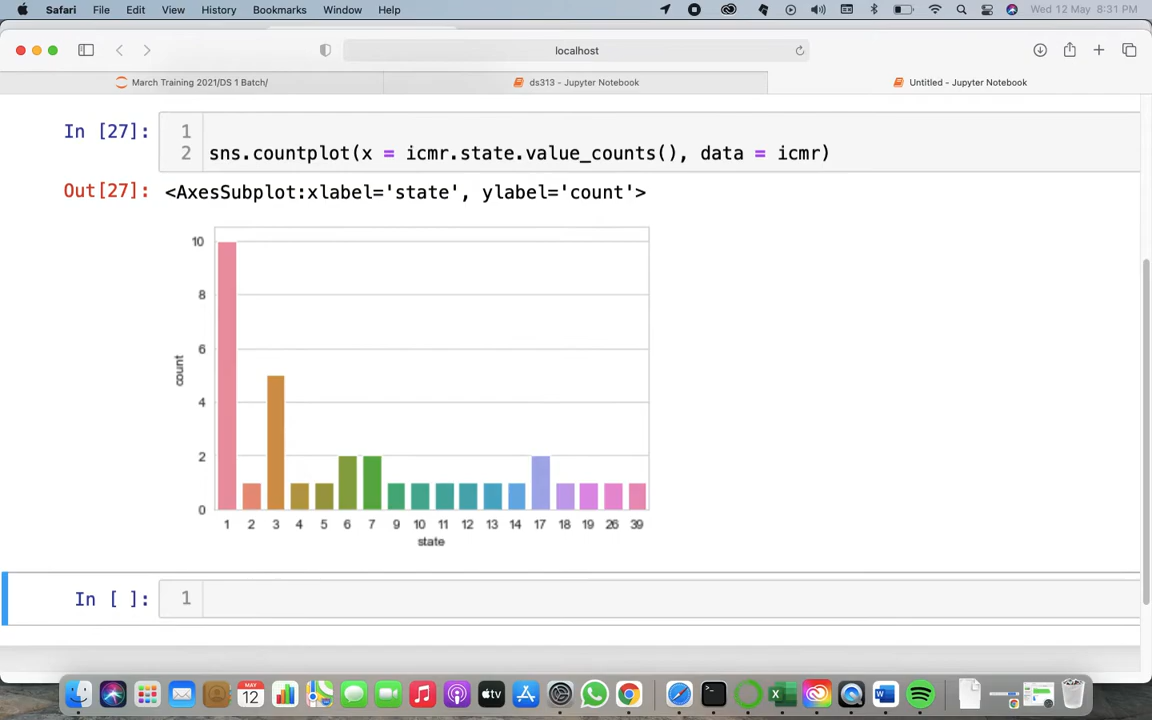 Safari File Edit View History Bookmarks Window Help Wed 12 May 8:31 PM
localhost
March Training 2021/DS 1 Batch/ ds313 - Jupyter Notebook Untitled - Jupyter Notebook
In [27]: 1
2 sns.countplot(x = icmr.state.value_counts(), data = icmr)
Out[27]: <AxesSubplot:xlabel='state', ylabel='count'>
10
8
6
count
4
2
0
1 2 3 4 5 6 7 9 10 11 12 13 14 17 18 19 26 39
state
In [ ]: 1
MAY
12
tv